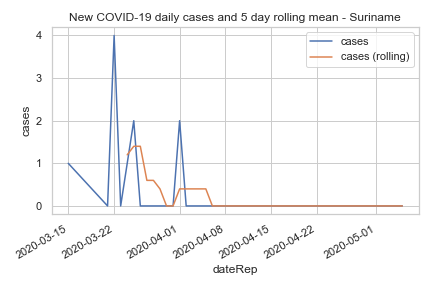 New COVID-19 daily cases and 5 day rolling mean - Suriname
cases
cases (rolling)
4
3
2
1
0
cases
2020-03-15
2020-03-22
2020-04-01
2020-04-08
2020-04-15
2020-04-22
2020-05-01
dateRep